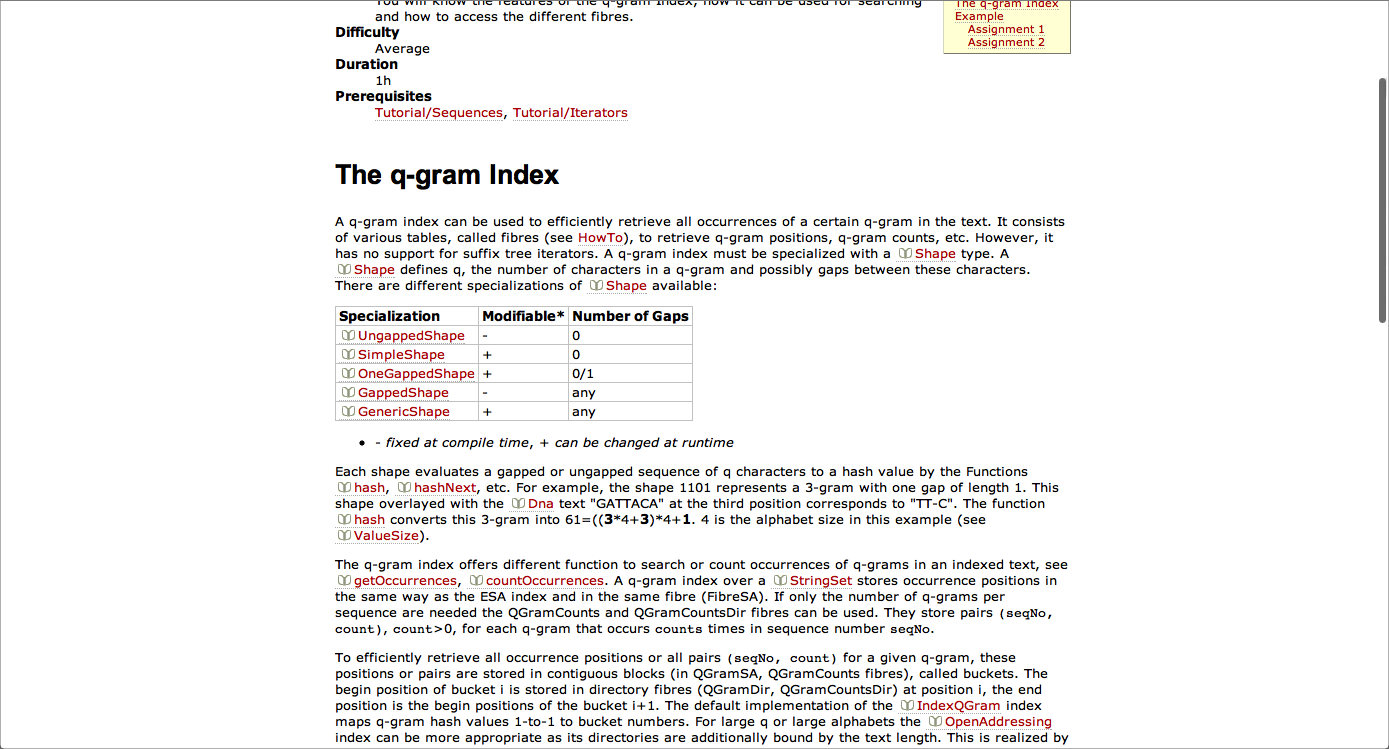 You will know the features of the q-gram Index, how it can be used for searching
and how to access the different fibres.
Difficulty
Average
Duration
1h
Prerequisites
Tutorial/Sequences, Tutorial/Iterators
The q-gram Index
Example
Assignment 1
Assignment 2
The q-gram Index
A q-gram index can be used to efficiently retrieve all occurrences of a certain q-gram in the text. It consists
of various tables, called fibres (see HowTo), to retrieve q-gram positions, q-gram counts, etc. However, it
has no support for suffix tree iterators. A q-gram index must be specialized with a Shape type. A
Shape defines q, the number of characters in a q-gram and possibly gaps between these characters.
There are different specializations of Shape available:
Specialization Modifiable* Number of Gaps
UngappedShape - 0
SimpleShape + 0
OneGappedShape + 0/1
GappedShape - any
GenericShape + any
• - fixed at compile time, + can be changed at runtime
Each shape evaluates a gapped or ungapped sequence of q characters to a hash value by the Functions
hash, hashNext, etc. For example, the shape 1101 represents a 3-gram with one gap of length 1. This
shape overlayed with the Dna text "GATTACA" at the third position corresponds to "TT-C". The function
hash converts this 3-gram into 61=((3*4+3)*4+1. 4 is the alphabet size in this example (see
ValueSize).
The q-gram index offers different function to search or count occurrences of q-grams in an indexed text, see
getOccurrences, countOccurrences. A q-gram index over a StringSet stores occurrence positions in
the same way as the ESA index and in the same fibre (FibreSA). If only the number of q-grams per
sequence are needed the QGramCounts and QGramCountsDir fibres can be used. They store pairs (seqNo,
count), count>0, for each q-gram that occurs counts times in sequence number seqNo.
To efficiently retrieve all occurrence positions or all pairs (seqNo, count) for a given q-gram, these
positions or pairs are stored in contiguous blocks (in QGramSA, QGramCounts fibres), called buckets. The
begin position of bucket i is stored in directory fibres (QGramDir, QGramCountsDir) at position i, the end
position is the begin positions of the bucket i+1. The default implementation of the IndexQGram index
maps q-gram hash values 1-to-1 to bucket numbers. For large q or large alphabets the OpenAddressing
index can be more appropriate as its directories are additionally bound by the text length. This is realized by